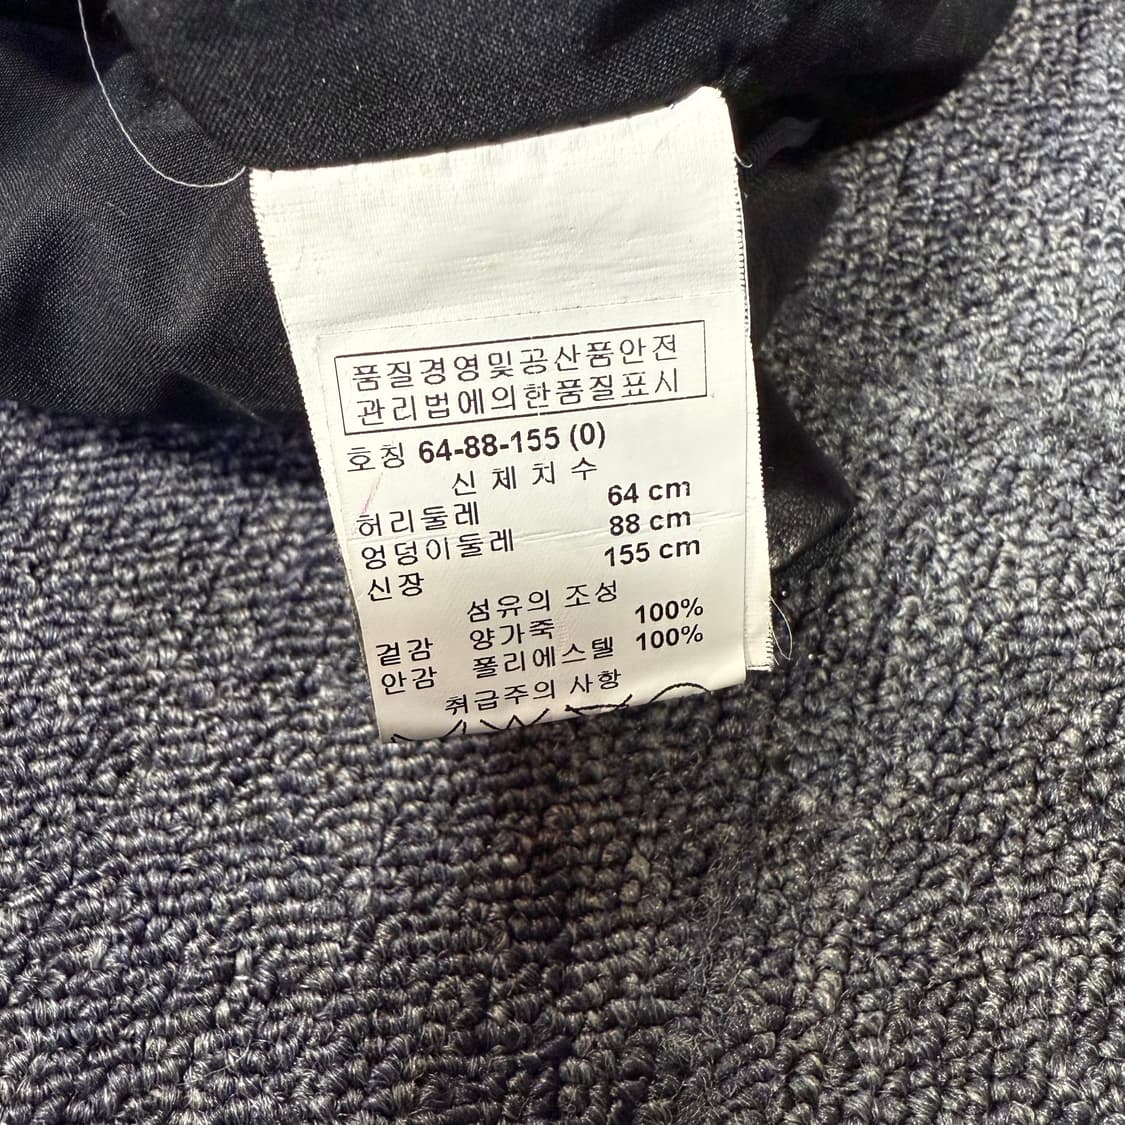 품질경영및공산품안전
관리법에의한품질표시
호칭 64-88-155 (0)
신체치수
허리둘레 64 cm
엉덩이둘레 88 cm
신장 155 cm
섬유의 조성
겉감 양가죽 100%
안감 폴리에스텔 100%
취급주의 사항